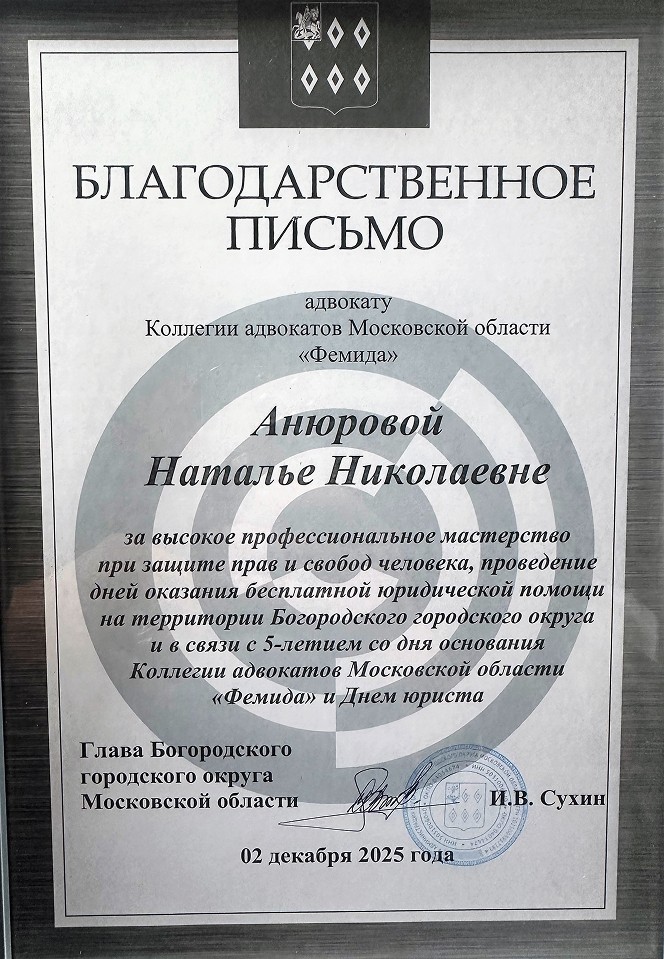 БЛАГОДАРСТВЕННОЕ
ПИСЬМО
адвокату
Коллегии адвокатов Московской области
«Фемида»
Анюровой
Наталье Николаевне
за высокое профессиональное мастерство
при защите прав и свобод человека, проведение
дней оказания бесплатной юридической помощи
на территории Богородского городского округа
и в связи с 5-летием со дня основания
Коллегии адвокатов Московской области
«Фемида» и Днем юриста
Глава Богородского
городского округа
Московской области
И.В. Сухин
02 декабря 2025 года